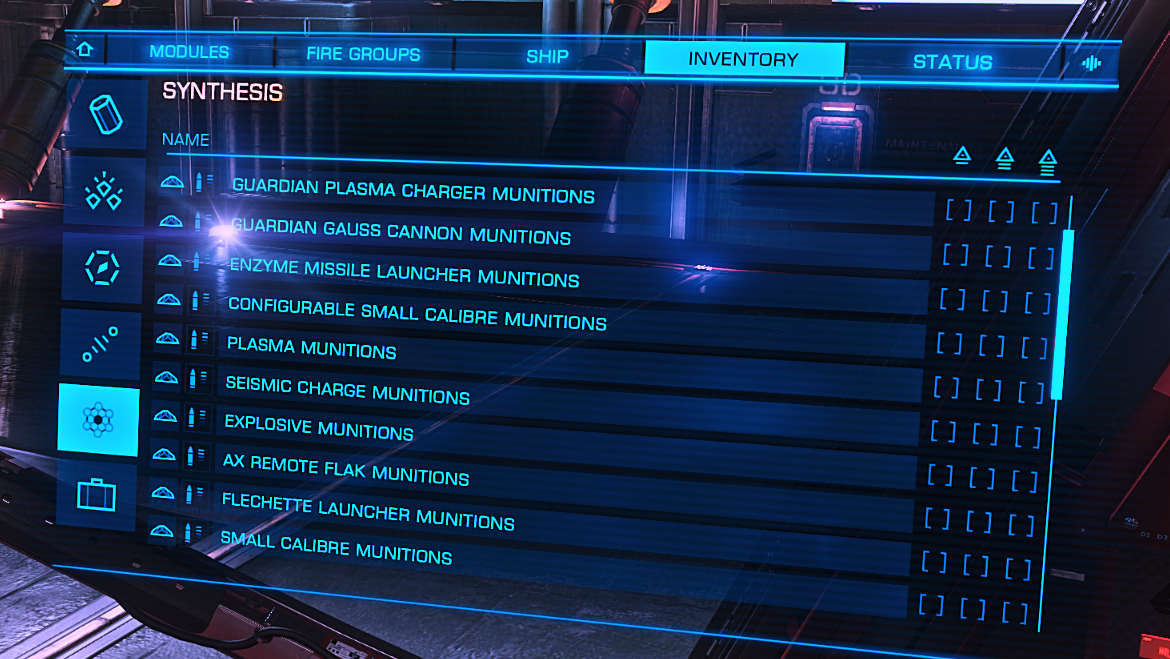 MODULES
FIRE GROUPS
SHIP
INVENTORY
STATUS
SYNTHESIS
NAME
MAINTEN
GUARDIAN PLASMA CHARGER MUNITIONS
GUARDIAN GAUSS CANNON MUNITIONS
ENZYME MISSILE LAUNCHER MUNITIONS
CONFIGURABLE SMALL CALIBRE MUNITIONS
PLASMA MUNITIONS
SEISMIC CHARGE MUNITIONS
EXPLOSIVE MUNITIONS
AX REMOTE FLAK MUNITIONS
FLECHETTE LAUNCHER MUNITIONS
SMALL CALIBRE MUNITIONS